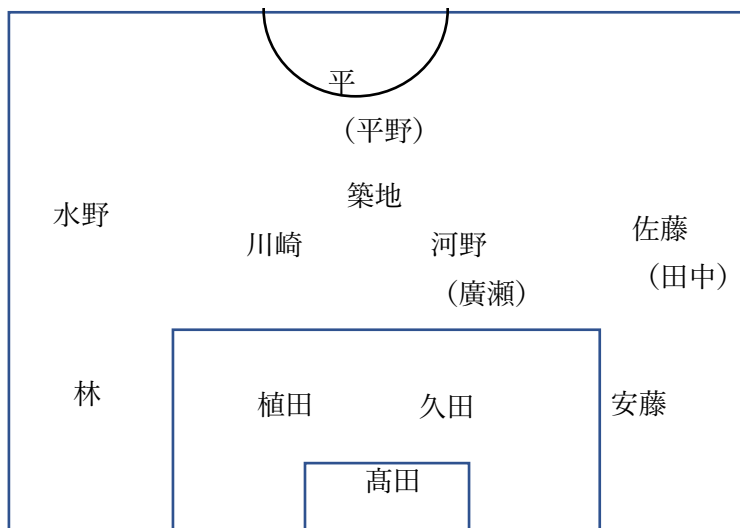 平
（平野）
築地
水野
佐藤
川崎
河野
（田中）
（廣瀬）
林
植田
久田
安藤
髙田